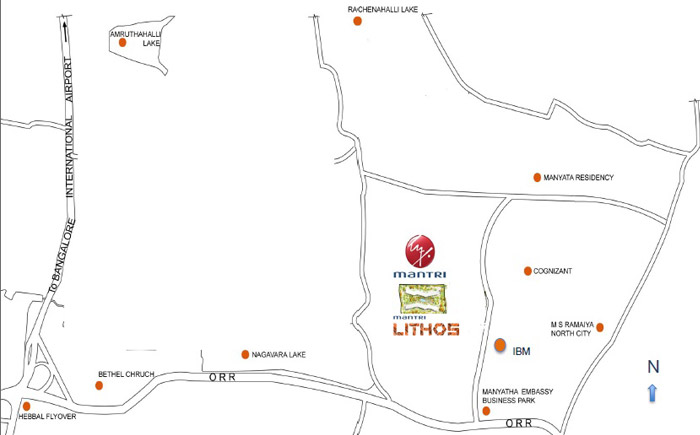 RACHENAHALLI LAKE
AMRUTHAHALLI
LAKE
to BANGALORE INTERNATIONAL AIRPORT
MANYATA RESIDENCY
mantri
COGNIZANT
mantri
LITHOS
M S RAMAIYA
NORTH CITY
IBM
NAGAVARA LAKE
N
BETHEL CHRUCH
ORR
MANYATHA EMBASSY
BUSINESS PARK
HEBBAL FLYOVER
ORR